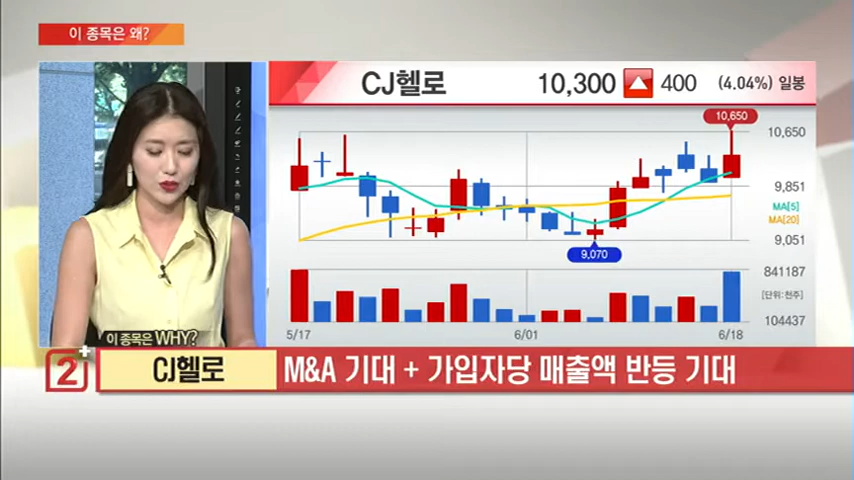 이 종목은 왜?
CJ헬로 10,300 400 (4.04%) 일봉
10,650
10,650
9,851
MA[5]
MA[20]
9,051
9,070
841187
[단위:천주]
104437
5/17 6/01 6/18
이 종목은 WHY?
2+ CJ헬로 M&A 기대 + 가입자당 매출액 반등 기대